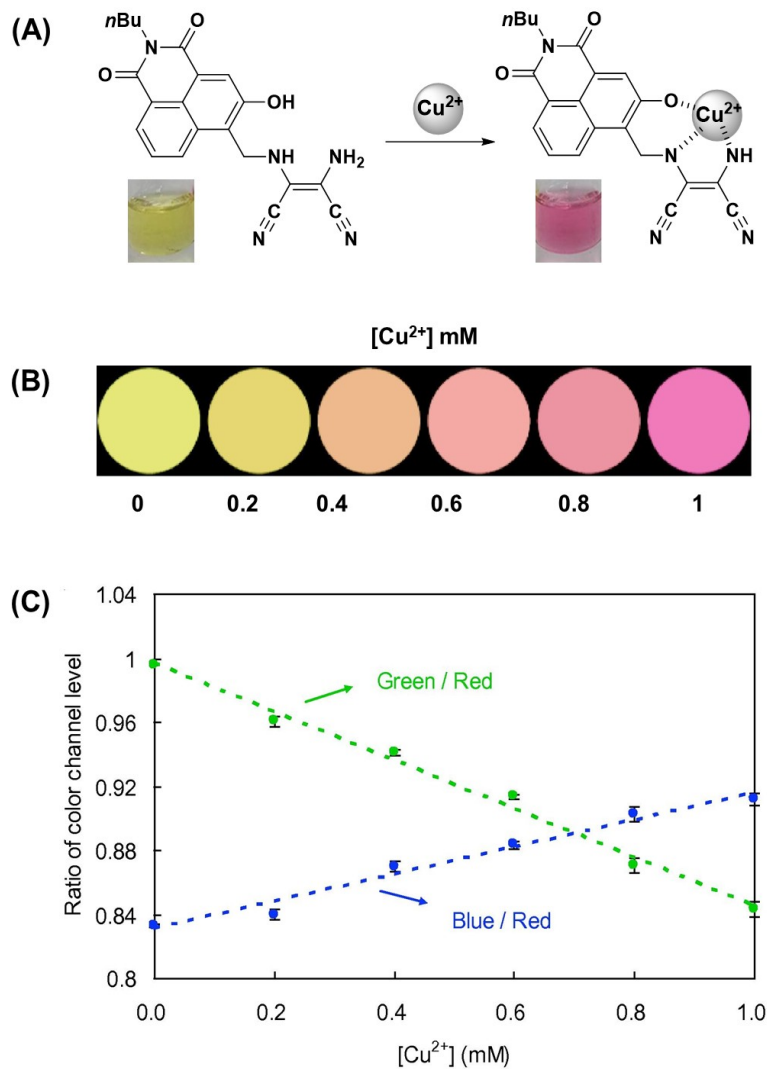 (A)
nBu
N
O
O
OH
NH
NH2
C
C
N
N
Cu2+
nBu
N
O
O
O
Cu2+
N
NH
C
C
N
N
[Cu2+] mM
(B)
0 0.2 0.4 0.6 0.8 1
(C)
1.04
1
0.96
0.92
0.88
0.84
0.8
Ratio of color channel level
Green / Red
Blue / Red
0.0 0.2 0.4 0.6 0.8 1.0
[Cu2+] (mM)